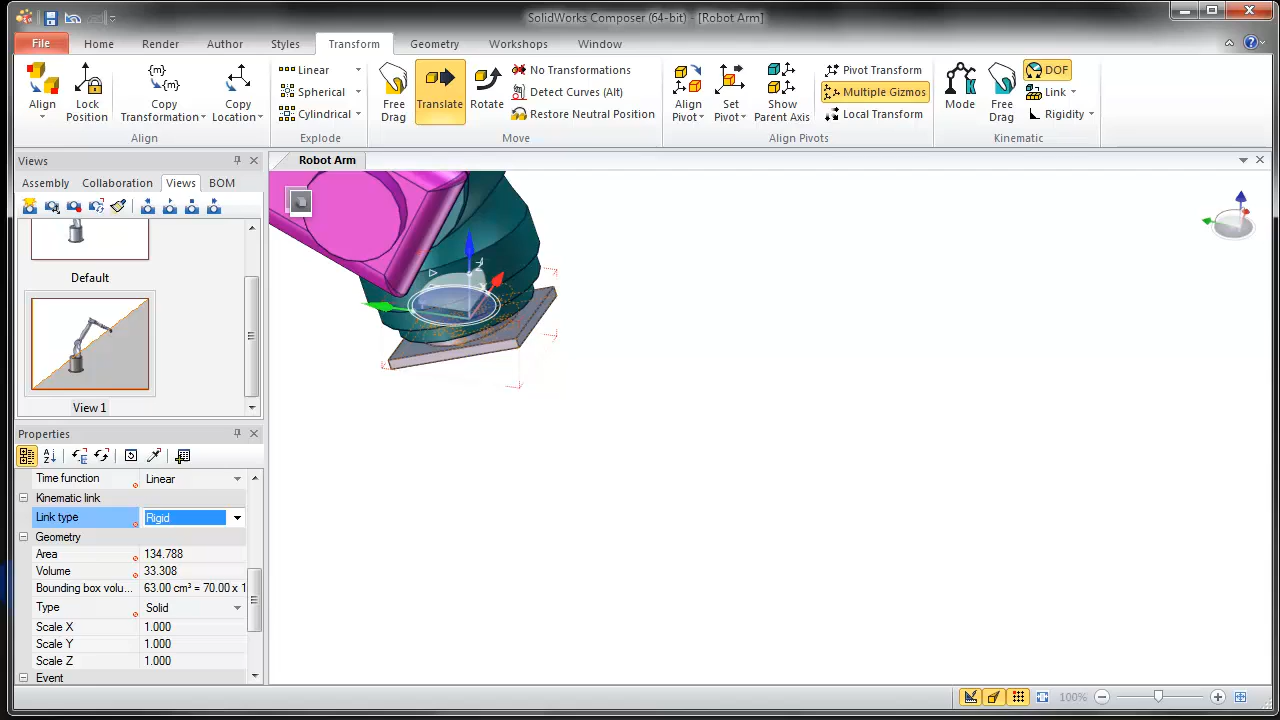 SolidWorks Composer (64-bit) - [Robot Arm]
File Home Render Author Styles Transform Geometry Workshops Window
Align
Lock Position
Copy Transformation
Copy Location
Align
Linear
Spherical
Cylindrical
Explode
Free Drag
Translate
Rotate
No Transformations
Detect Curves (Alt)
Restore Neutral Position
Move
Align Pivot
Set Pivot
Show Parent Axis
Pivot Transform
Multiple Gizmos
Local Transform
Align Pivots
Mode
Free Drag
DOF
Link
Rigidity
Kinematic
Views
Robot Arm
Assembly Collaboration Views BOM
Default
View 1
Z
Properties
Time function Linear
Kinematic link
Link type Rigid
Geometry
Area 134.788
Volume 33.308
Bounding box volu... 63.00 cm³ = 70.00 x 1
Type Solid
Scale X 1.000
Scale Y 1.000
Scale Z 1.000
Event
100%